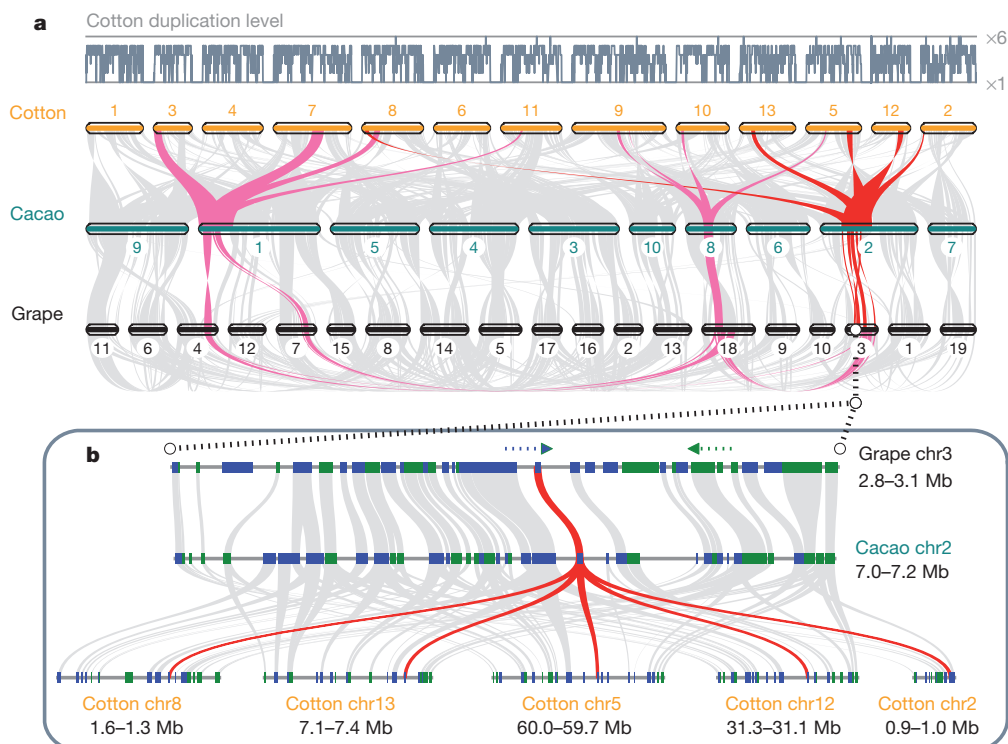 a
Cotton duplication level
×6
×1
Cotton
1 3 4 7 8 6 11 9 10 13 5 12 2
Cacao
9 1 5 4 3 10 8 6 2 7
Grape
11 6 4 12 7 15 8 14 5 17 16 2 13 18 9 10 3 1 19
b
Grape chr3
2.8–3.1 Mb
Cacao chr2
7.0–7.2 Mb
Cotton chr8 Cotton chr13 Cotton chr5 Cotton chr12 Cotton chr2
1.6–1.3 Mb 7.1–7.4 Mb 60.0–59.7 Mb 31.3–31.1 Mb 0.9–1.0 Mb